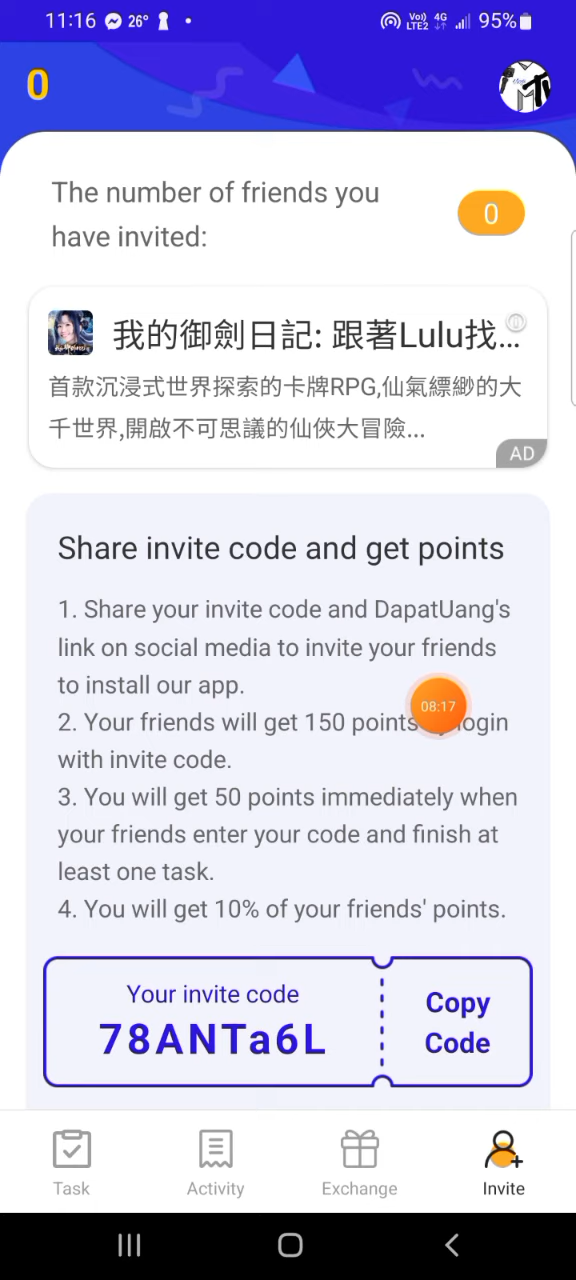 11:16 26° Vo)) LTE2 4G 95%
0
The number of friends you
have invited:
0
我的御劍日記: 跟著Lulu找...
首款沉浸式世界探索的卡牌RPG,仙氣縹緲的大
千世界,開啟不可思議的仙俠大冒險...
AD
Share invite code and get points
1. Share your invite code and DapatUang's
link on social media to invite your friends
to install our app.
2. Your friends will get 150 points login
08:17
with invite code.
3. You will get 50 points immediately when
your friends enter your code and finish at
least one task.
4. You will get 10% of your friends' points.
Your invite code
78ANTa6L
Copy
Code
Task Activity Exchange Invite